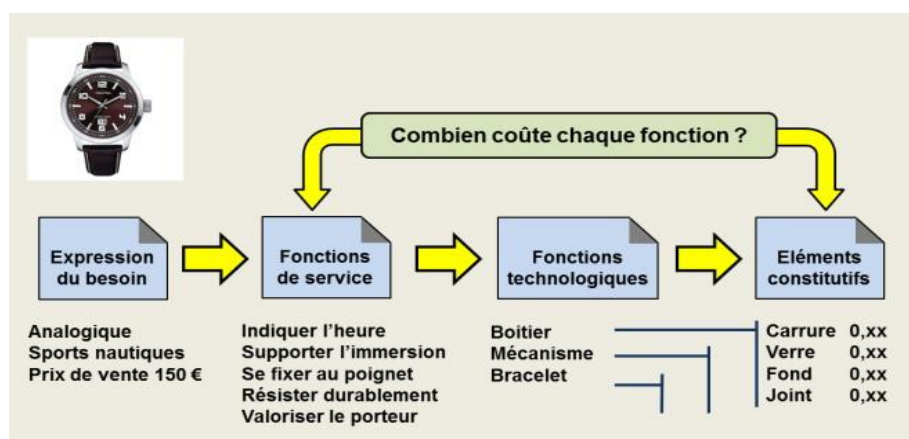 Combien coûte chaque fonction ?
Expression
du besoin
Fonctions
de service
Fonctions
technologiques
Eléments
constitutifs
Analogique
Sports nautiques
Prix de vente 150 €
Indiquer l'heure
Supporter l'immersion
Se fixer au poignet
Résister durablement
Valoriser le porteur
Boitier
Mécanisme
Bracelet
Carrure 0,xx
Verre 0,xx
Fond 0,xx
Joint 0,xx